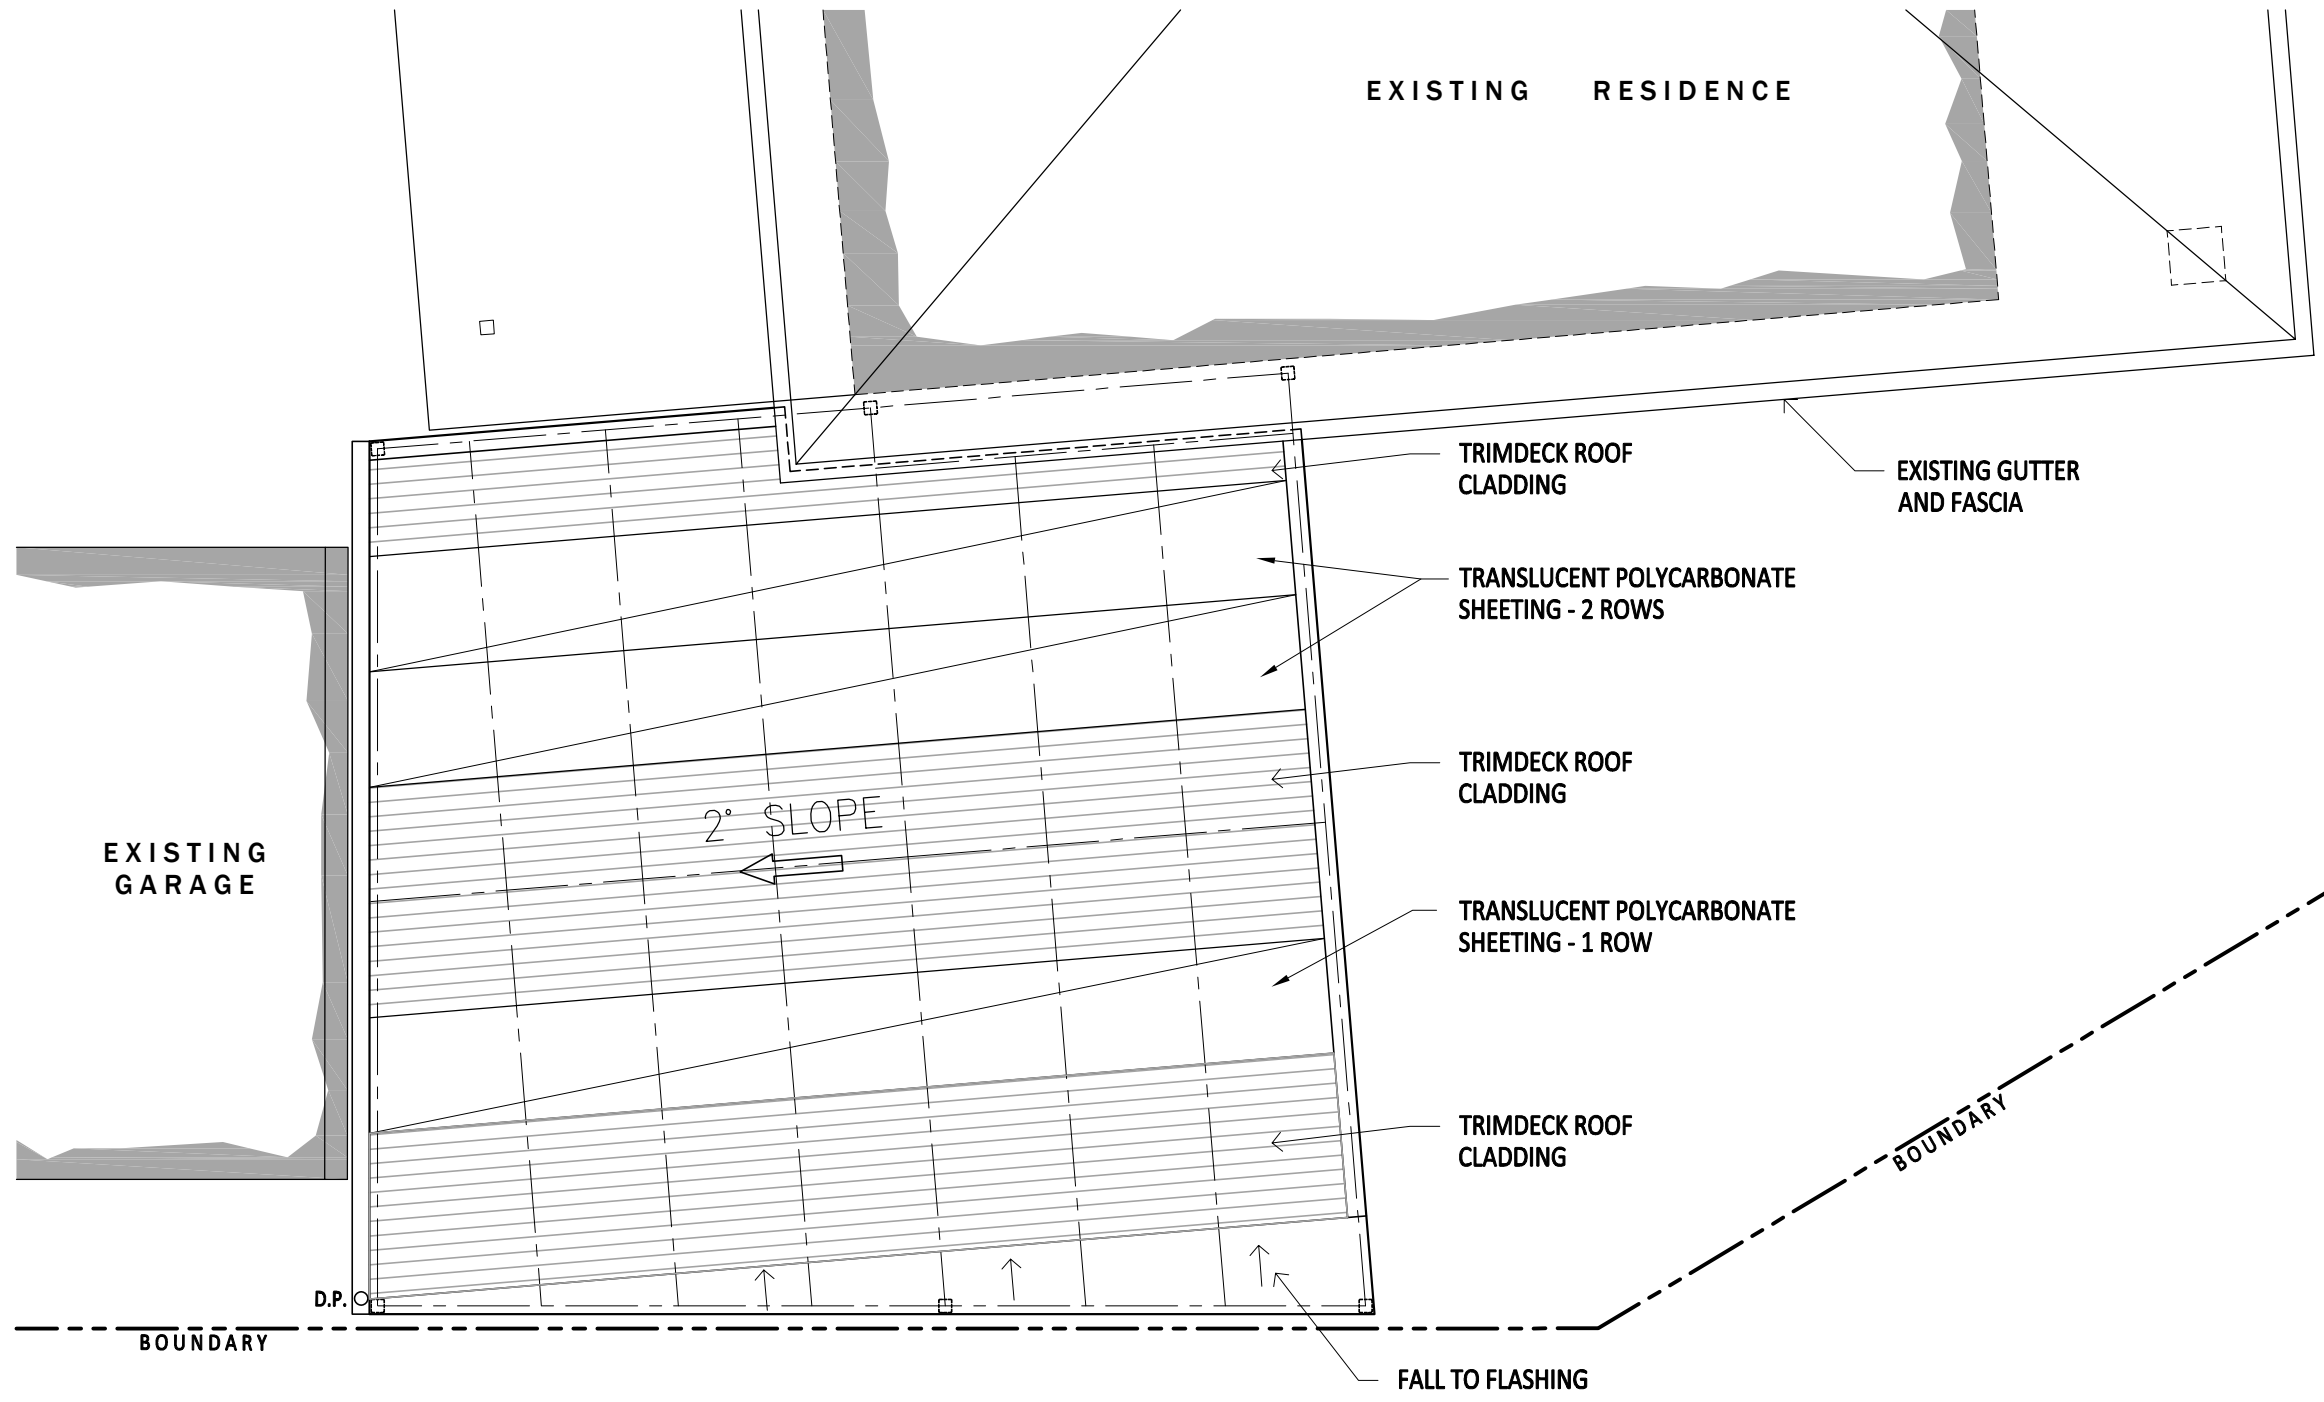 EXISTING RESIDENCE
TRIMDECK ROOF
CLADDING
EXISTING GUTTER
AND FASCIA
TRANSLUCENT POLYCARBONATE
SHEETING - 2 ROWS
TRIMDECK ROOF
CLADDING
2° SLOPE
EXISTING
GARAGE
TRANSLUCENT POLYCARBONATE
SHEETING - 1 ROW
TRIMDECK ROOF
CLADDING
BOUNDARY
D.P.
BOUNDARY
FALL TO FLASHING